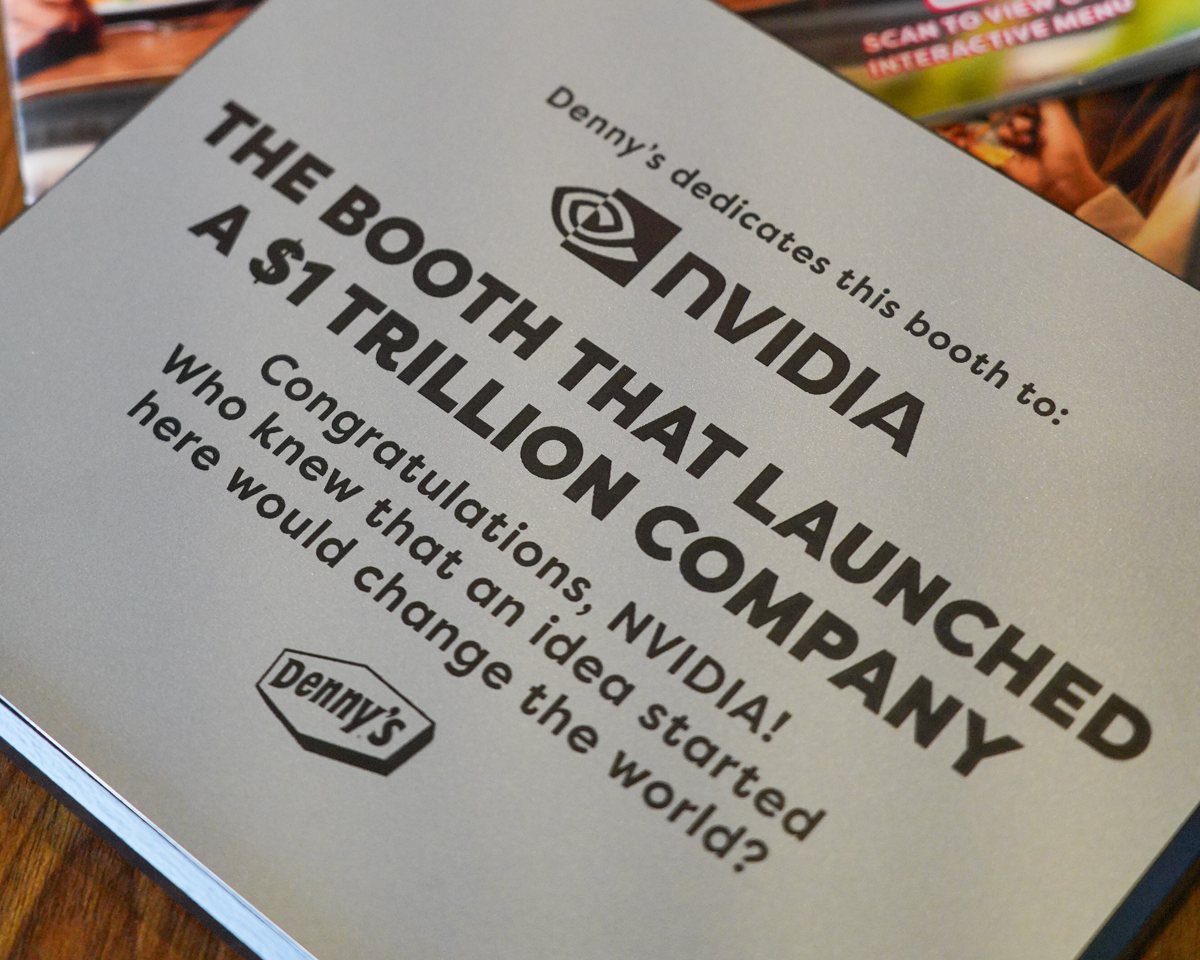 SCAN TO VIEW
INTERACTIVE MENU
Denny's dedicates this booth to:
NVIDIA
THE BOOTH THAT LAUNCHED
A $1 TRILLION COMPANY
Congratulations, NVIDIA!
Who knew that an idea started
here would change the world?
Denny's